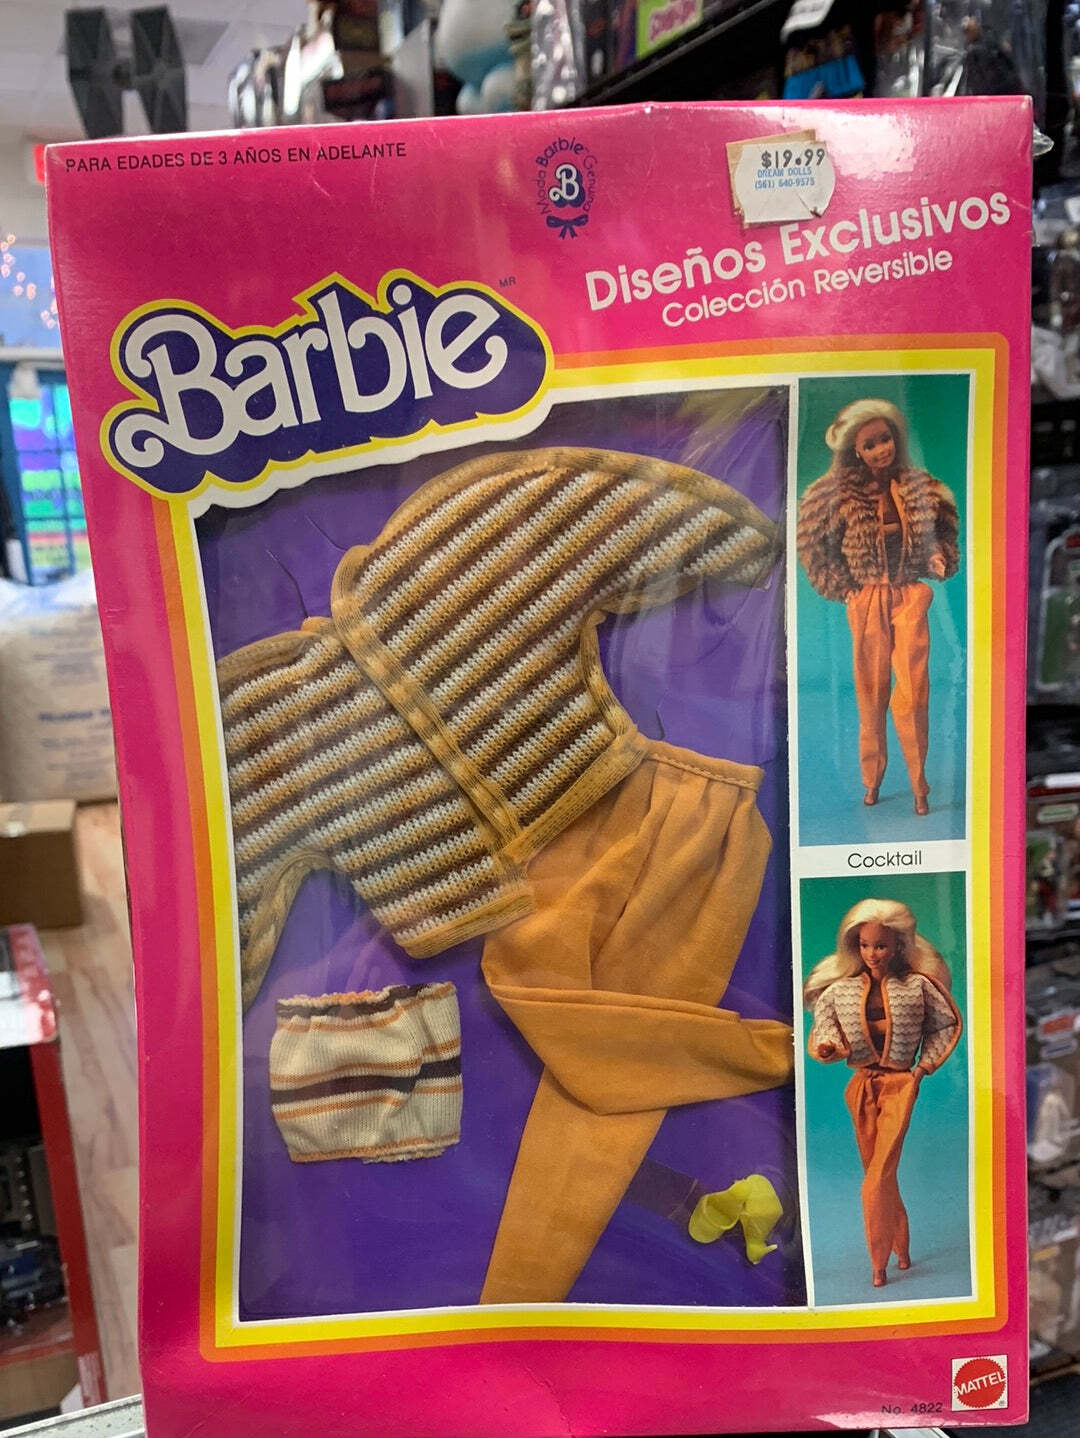 PARA EDADES DE 3 AÑOS EN ADELANTE
Moda Barbie Genuina
B
$19.99
DREAM DOLLS
(561) 640-9575
Diseños Exclusivos
Colección Reversible
Barbie MR
Cocktail
MATTEL
No. 4822